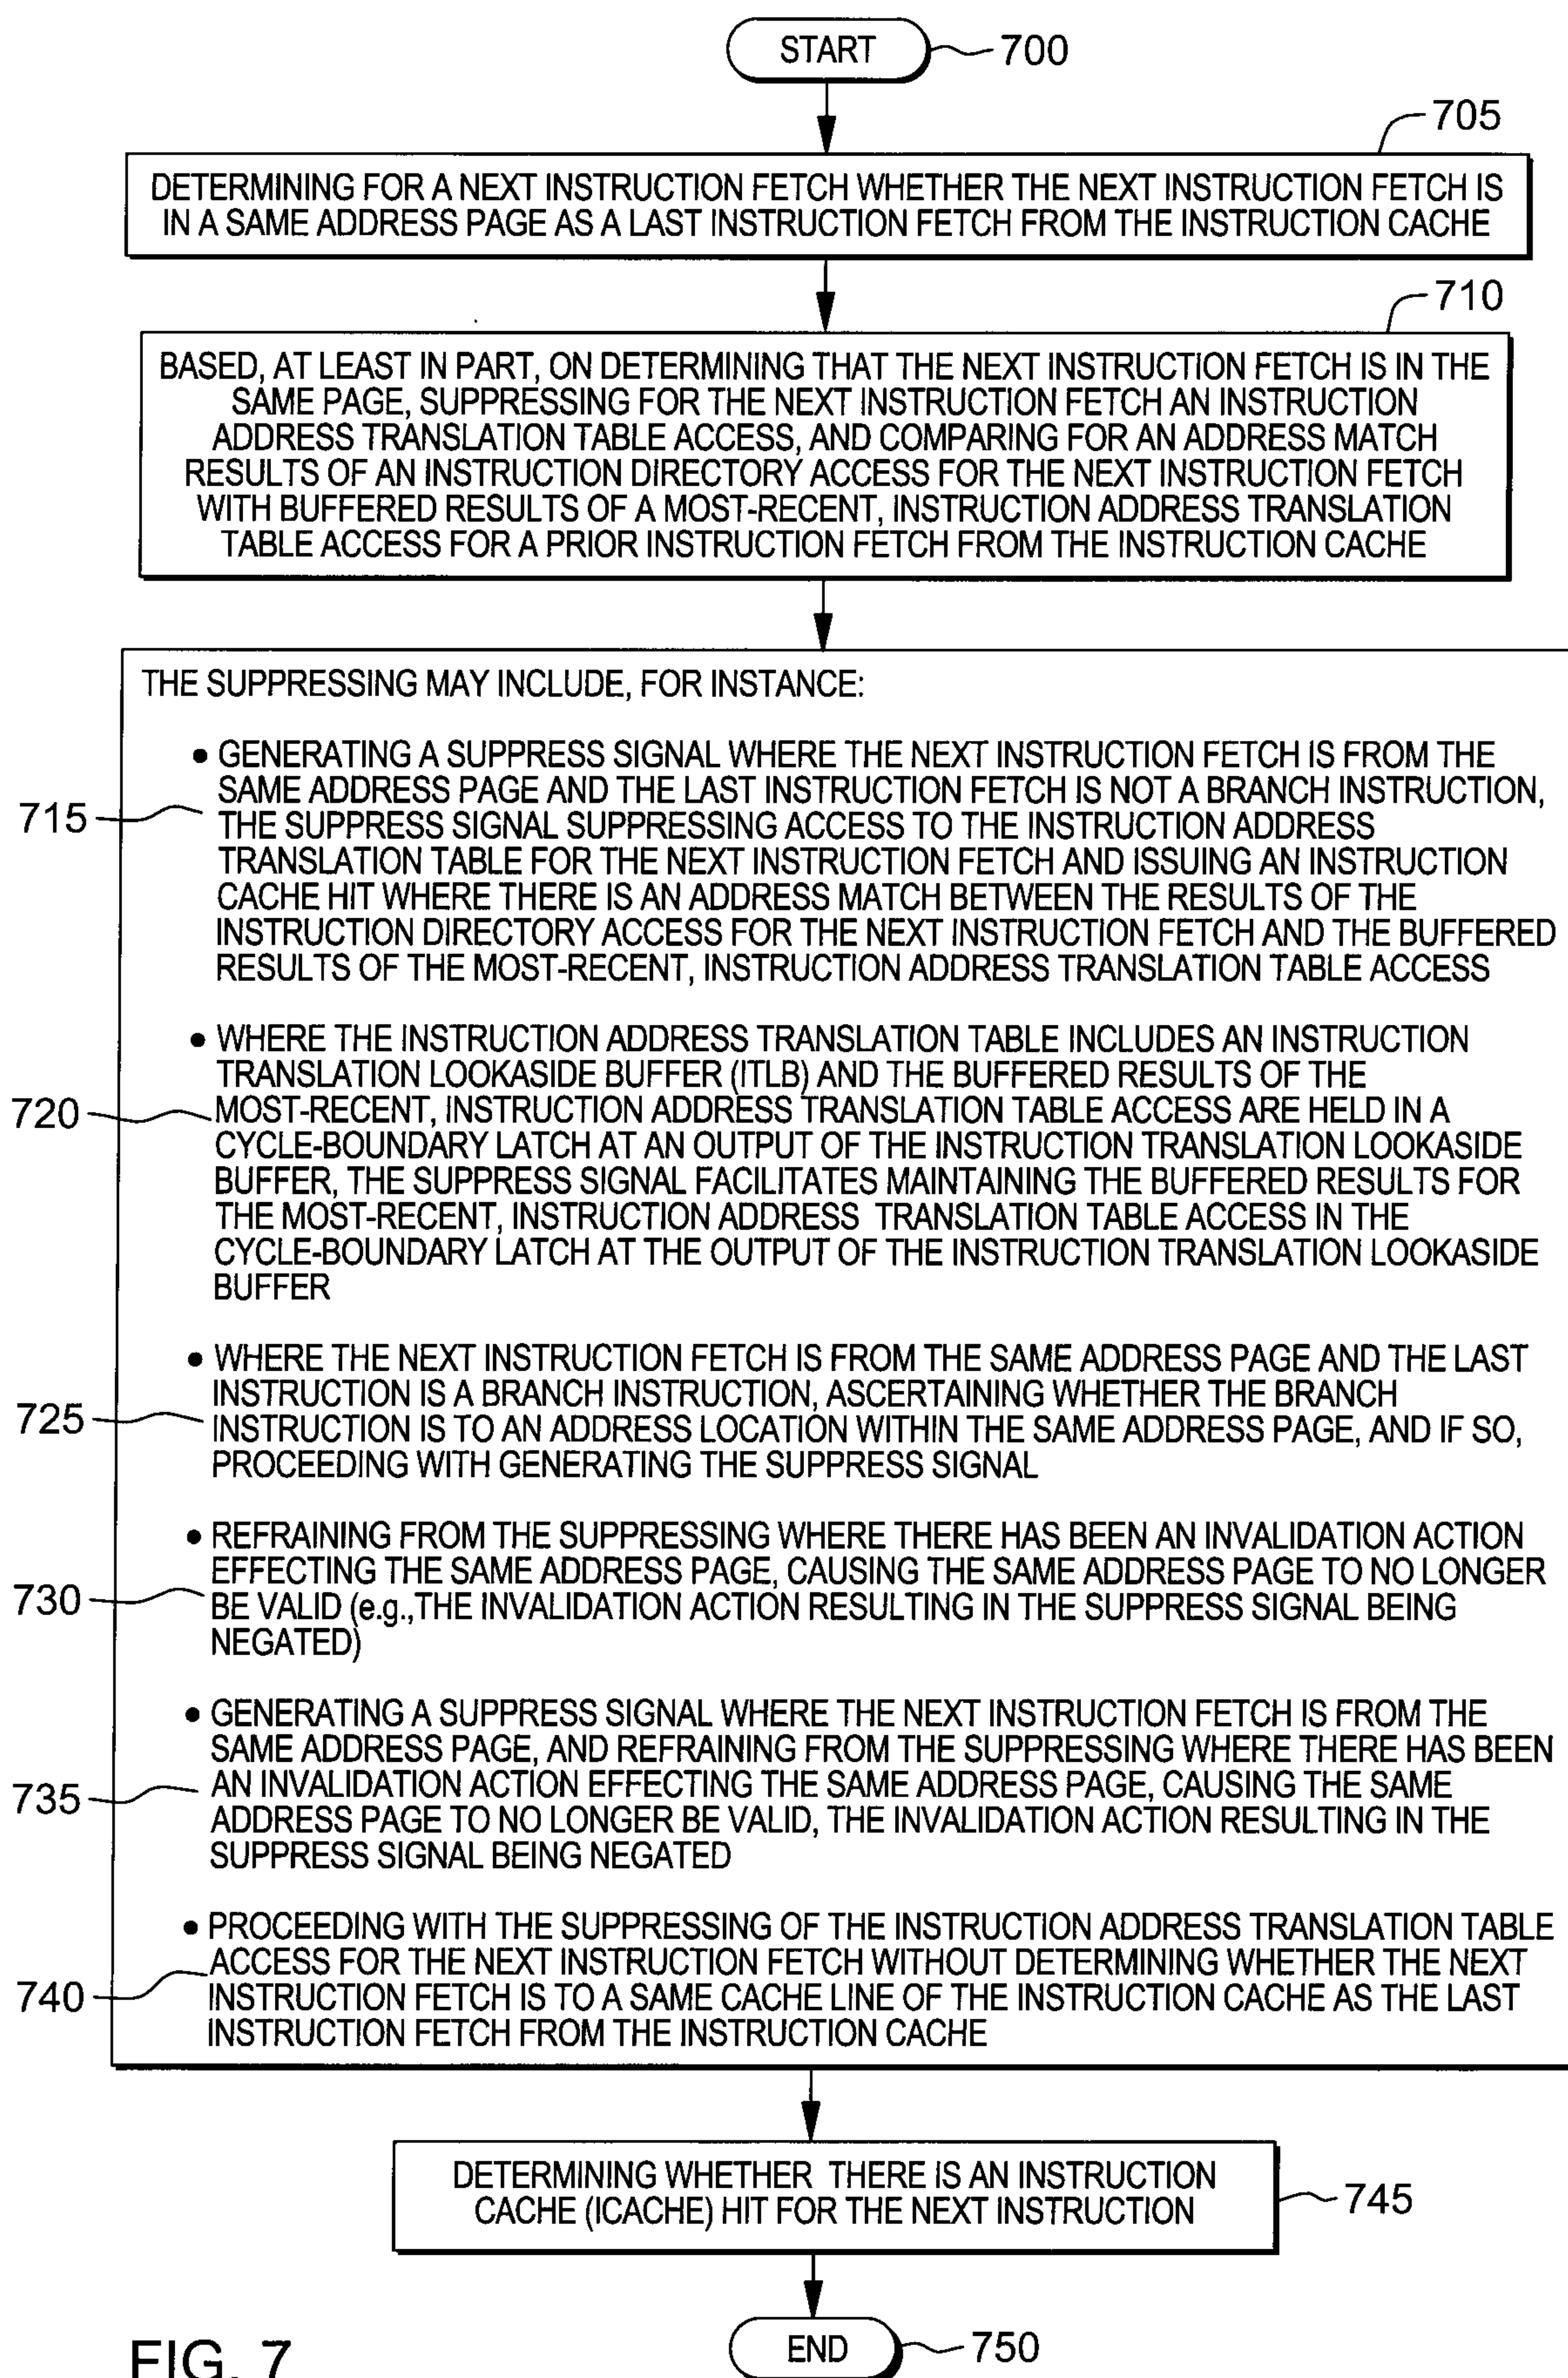 START
700
705
DETERMINING FOR A NEXT INSTRUCTION FETCH WHETHER THE NEXT INSTRUCTION FETCH IS
IN A SAME ADDRESS PAGE AS A LAST INSTRUCTION FETCH FROM THE INSTRUCTION CACHE
710
BASED, AT LEAST IN PART, ON DETERMINING THAT THE NEXT INSTRUCTION FETCH IS IN THE
SAME PAGE, SUPPRESSING FOR THE NEXT INSTRUCTION FETCH AN INSTRUCTION
ADDRESS TRANSLATION TABLE ACCESS, AND COMPARING FOR AN ADDRESS MATCH
RESULTS OF AN INSTRUCTION DIRECTORY ACCESS FOR THE NEXT INSTRUCTION FETCH
WITH BUFFERED RESULTS OF A MOST-RECENT, INSTRUCTION ADDRESS TRANSLATION
TABLE ACCESS FOR A PRIOR INSTRUCTION FETCH FROM THE INSTRUCTION CACHE
THE SUPPRESSING MAY INCLUDE, FOR INSTANCE:
• GENERATING A SUPPRESS SIGNAL WHERE THE NEXT INSTRUCTION FETCH IS FROM THE
SAME ADDRESS PAGE AND THE LAST INSTRUCTION FETCH IS NOT A BRANCH INSTRUCTION,
715
THE SUPPRESS SIGNAL SUPPRESSING ACCESS TO THE INSTRUCTION ADDRESS
TRANSLATION TABLE FOR THE NEXT INSTRUCTION FETCH AND ISSUING AN INSTRUCTION
CACHE HIT WHERE THERE IS AN ADDRESS MATCH BETWEEN THE RESULTS OF THE
INSTRUCTION DIRECTORY ACCESS FOR THE NEXT INSTRUCTION FETCH AND THE BUFFERED
RESULTS OF THE MOST-RECENT, INSTRUCTION ADDRESS TRANSLATION TABLE ACCESS
• WHERE THE INSTRUCTION ADDRESS TRANSLATION TABLE INCLUDES AN INSTRUCTION
TRANSLATION LOOKASIDE BUFFER (ITLB) AND THE BUFFERED RESULTS OF THE
720
MOST-RECENT, INSTRUCTION ADDRESS TRANSLATION TABLE ACCESS ARE HELD IN A
CYCLE-BOUNDARY LATCH AT AN OUTPUT OF THE INSTRUCTION TRANSLATION LOOKASIDE
BUFFER, THE SUPPRESS SIGNAL FACILITATES MAINTAINING THE BUFFERED RESULTS FOR
THE MOST-RECENT, INSTRUCTION ADDRESS TRANSLATION TABLE ACCESS IN THE
CYCLE-BOUNDARY LATCH AT THE OUTPUT OF THE INSTRUCTION TRANSLATION LOOKASIDE
BUFFER
• WHERE THE NEXT INSTRUCTION FETCH IS FROM THE SAME ADDRESS PAGE AND THE LAST
INSTRUCTION IS A BRANCH INSTRUCTION, ASCERTAINING WHETHER THE BRANCH
725
INSTRUCTION IS TO AN ADDRESS LOCATION WITHIN THE SAME ADDRESS PAGE, AND IF SO,
PROCEEDING WITH GENERATING THE SUPPRESS SIGNAL
• REFRAINING FROM THE SUPPRESSING WHERE THERE HAS BEEN AN INVALIDATION ACTION
EFFECTING THE SAME ADDRESS PAGE, CAUSING THE SAME ADDRESS PAGE TO NO LONGER
730
BE VALID (e.g.,THE INVALIDATION ACTION RESULTING IN THE SUPPRESS SIGNAL BEING
NEGATED)
• GENERATING A SUPPRESS SIGNAL WHERE THE NEXT INSTRUCTION FETCH IS FROM THE
SAME ADDRESS PAGE, AND REFRAINING FROM THE SUPPRESSING WHERE THERE HAS BEEN
735
AN INVALIDATION ACTION EFFECTING THE SAME ADDRESS PAGE, CAUSING THE SAME
ADDRESS PAGE TO NO LONGER BE VALID, THE INVALIDATION ACTION RESULTING IN THE
SUPPRESS SIGNAL BEING NEGATED
• PROCEEDING WITH THE SUPPRESSING OF THE INSTRUCTION ADDRESS TRANSLATION TABLE
ACCESS FOR THE NEXT INSTRUCTION FETCH WITHOUT DETERMINING WHETHER THE NEXT
740
INSTRUCTION FETCH IS TO A SAME CACHE LINE OF THE INSTRUCTION CACHE AS THE LAST
INSTRUCTION FETCH FROM THE INSTRUCTION CACHE
DETERMINING WHETHER THERE IS AN INSTRUCTION
CACHE (ICACHE) HIT FOR THE NEXT INSTRUCTION
745
END
750
FIG. 7